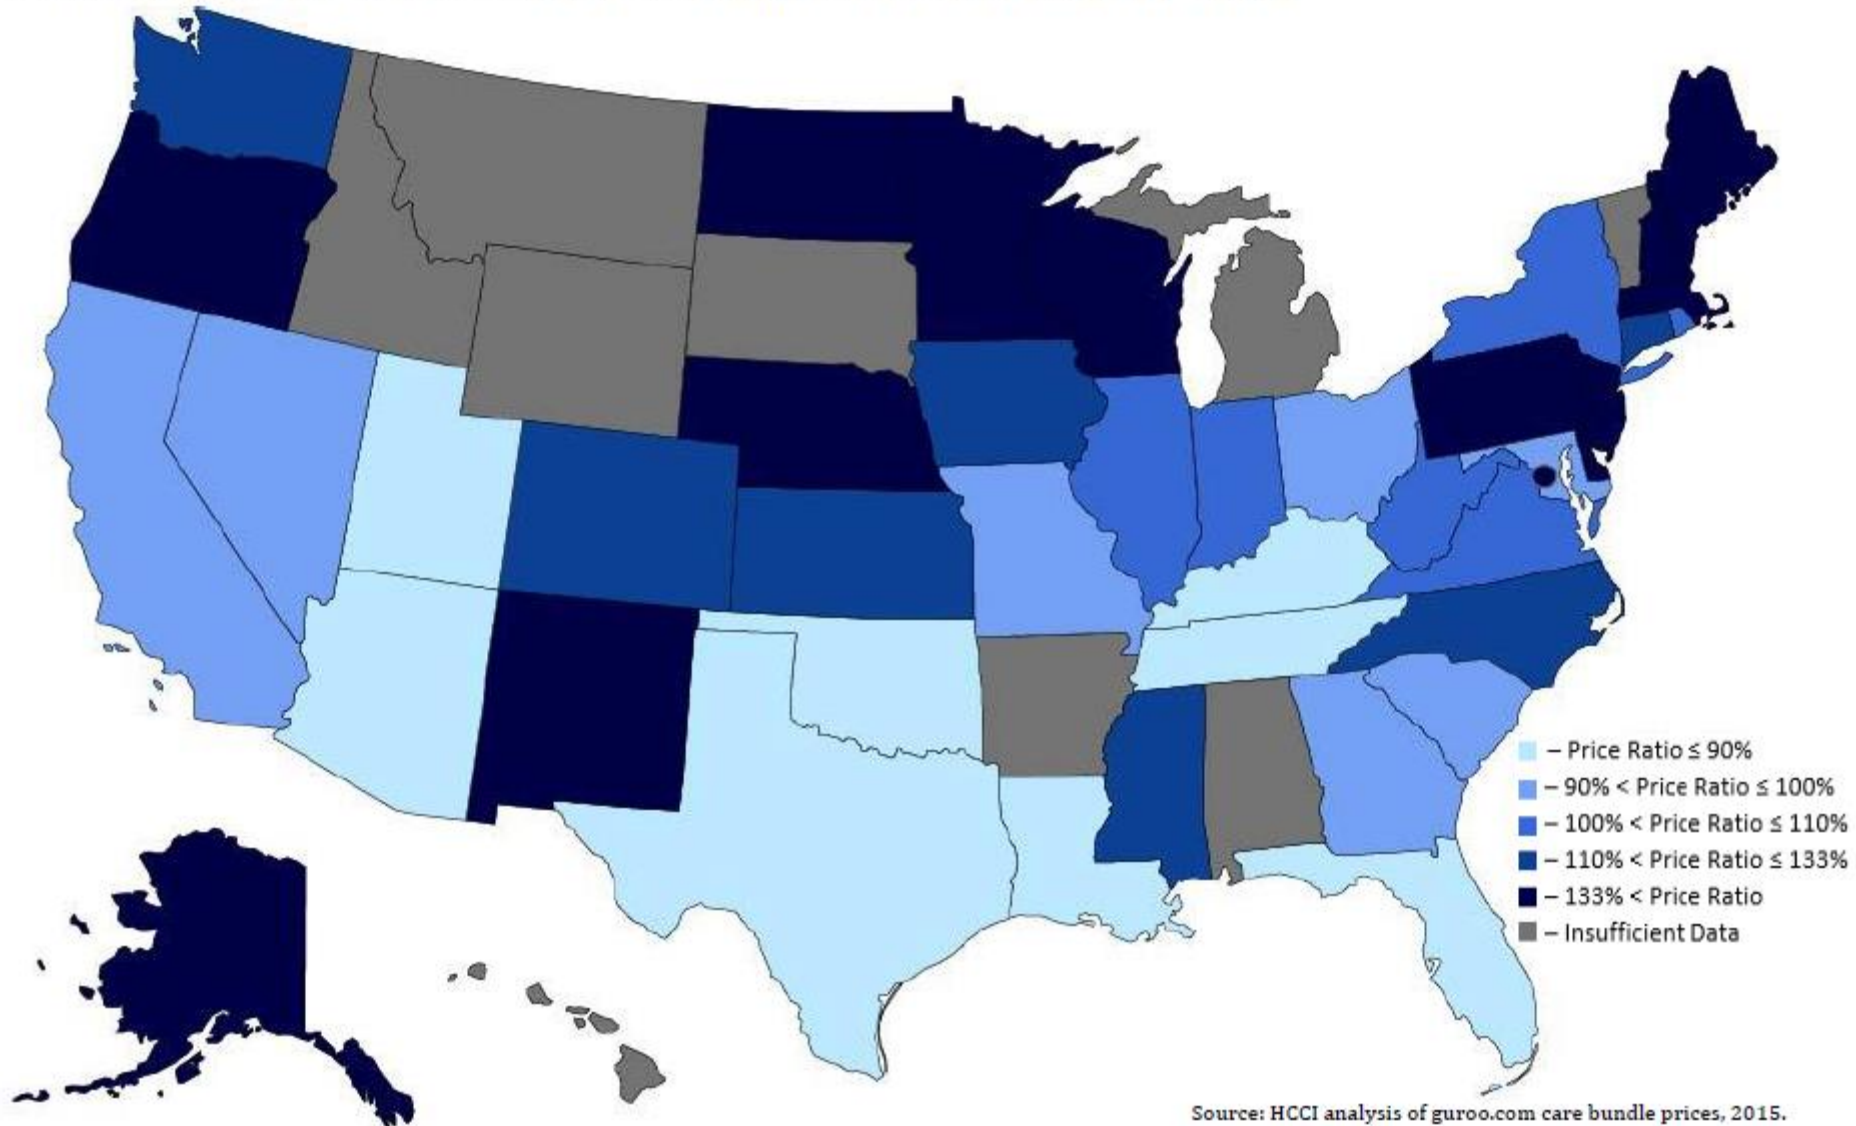 – Price Ratio ≤ 90%
– 90% < Price Ratio ≤ 100%
– 100% < Price Ratio ≤ 110%
– 110% < Price Ratio ≤ 133%
– 133% < Price Ratio
– Insufficient Data
Source: HCCI analysis of guroo.com care bundle prices, 2015.